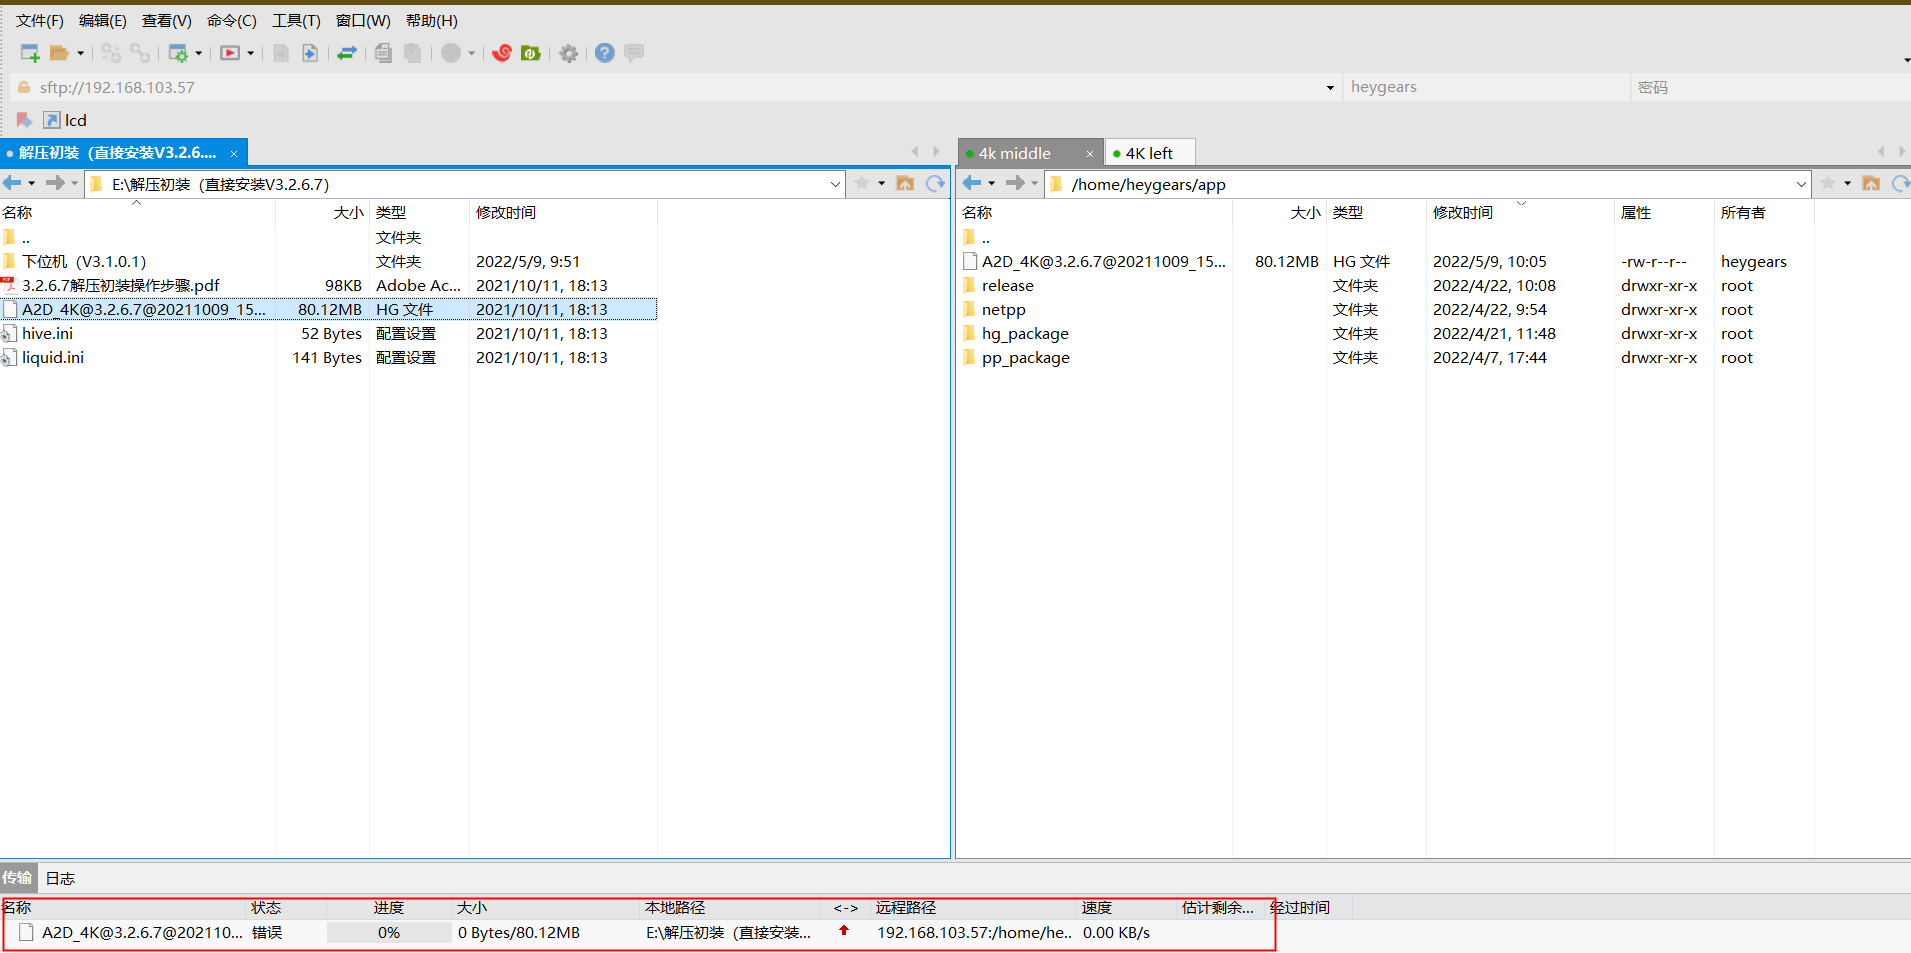 文件(F) 编辑(E) 查看(V) 命令(C) 工具(T) 窗口(W) 帮助(H)
sftp://192.168.103.57 heygears 密码
lcd
解压初装（直接安装V3.2.6.... × 4k middle × 4K left
E:\解压初装（直接安装V3.2.6.7) /home/heygears/app
名称 大小 类型 修改时间
.. 文件夹
下位机（V3.1.0.1) 文件夹 2022/5/9, 9:51
3.2.6.7解压初装操作步骤.pdf 98KB Adobe Ac... 2021/10/11, 18:13
A2D_4K@3.2.6.7@20211009_15... 80.12MB HG 文件 2021/10/11, 18:13
hive.ini 52 Bytes 配置设置 2021/10/11, 18:13
liquid.ini 141 Bytes 配置设置 2021/10/11, 18:13
名称 大小 类型 修改时间 属性 所有者
..
A2D_4K@3.2.6.7@20211009_15... 80.12MB HG 文件 2022/5/9, 10:05 -rw-r--r-- heygears
release 文件夹 2022/4/22, 10:08 drwxr-xr-x root
netpp 文件夹 2022/4/22, 9:54 drwxr-xr-x root
hg_package 文件夹 2022/4/21, 11:48 drwxr-xr-x root
pp_package 文件夹 2022/4/7, 17:44 drwxr-xr-x root
传输 日志
名称 状态 进度 大小 本地路径 <-> 远程路径 速度 估计剩余... 经过时间
A2D_4K@3.2.6.7@202110... 错误 0% 0 Bytes/80.12MB E:\解压初装（直接安装... 192.168.103.57:/home/he.. 0.00 KB/s